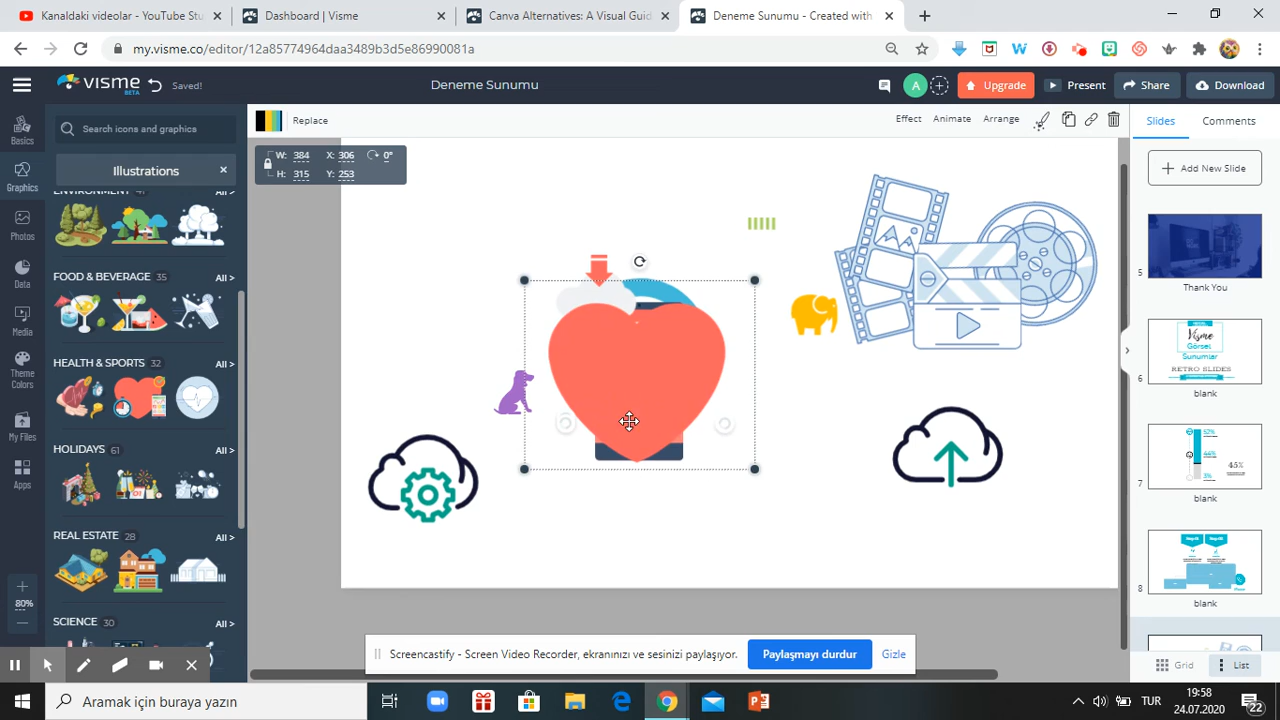 Kanaldaki videolar - YouTube Stu
Dashboard | Visme
Canva Alternatives: A Visual Guid
Deneme Sunumu - Created with
my.visme.co/editor/12a85774964daa3489b3d5e86990081a
visme
BETA
Saved!
Deneme Sunumu
A
Upgrade
Present
Share
Download
Basics
Graphics
Photos
Data
Media
Theme
Colors
My Files
Apps
80%
Search icons and graphics
Illustrations
ENVIRONMENT
All >
FOOD & BEVERAGE 35
All >
HEALTH & SPORTS 32
All >
HOLIDAYS 61
All >
REAL ESTATE 28
All >
SCIENCE 30
All >
Replace
Effect
Animate
Arrange
W: 384 X: 306 0°
H: 315 Y: 253
Slides
Comments
Add New Slide
5
Thank You
Visme
Görsel
Sunumlar
RETRO SLIDES
6
blank
45%
7
blank
8
blank
Grid
List
Screencastify - Screen Video Recorder, ekranınızı ve sesinizi paylaşıyor.
Paylaşmayı durdur
Gizle
Aramak için buraya yazın
TUR
19:58
24.07.2020
22